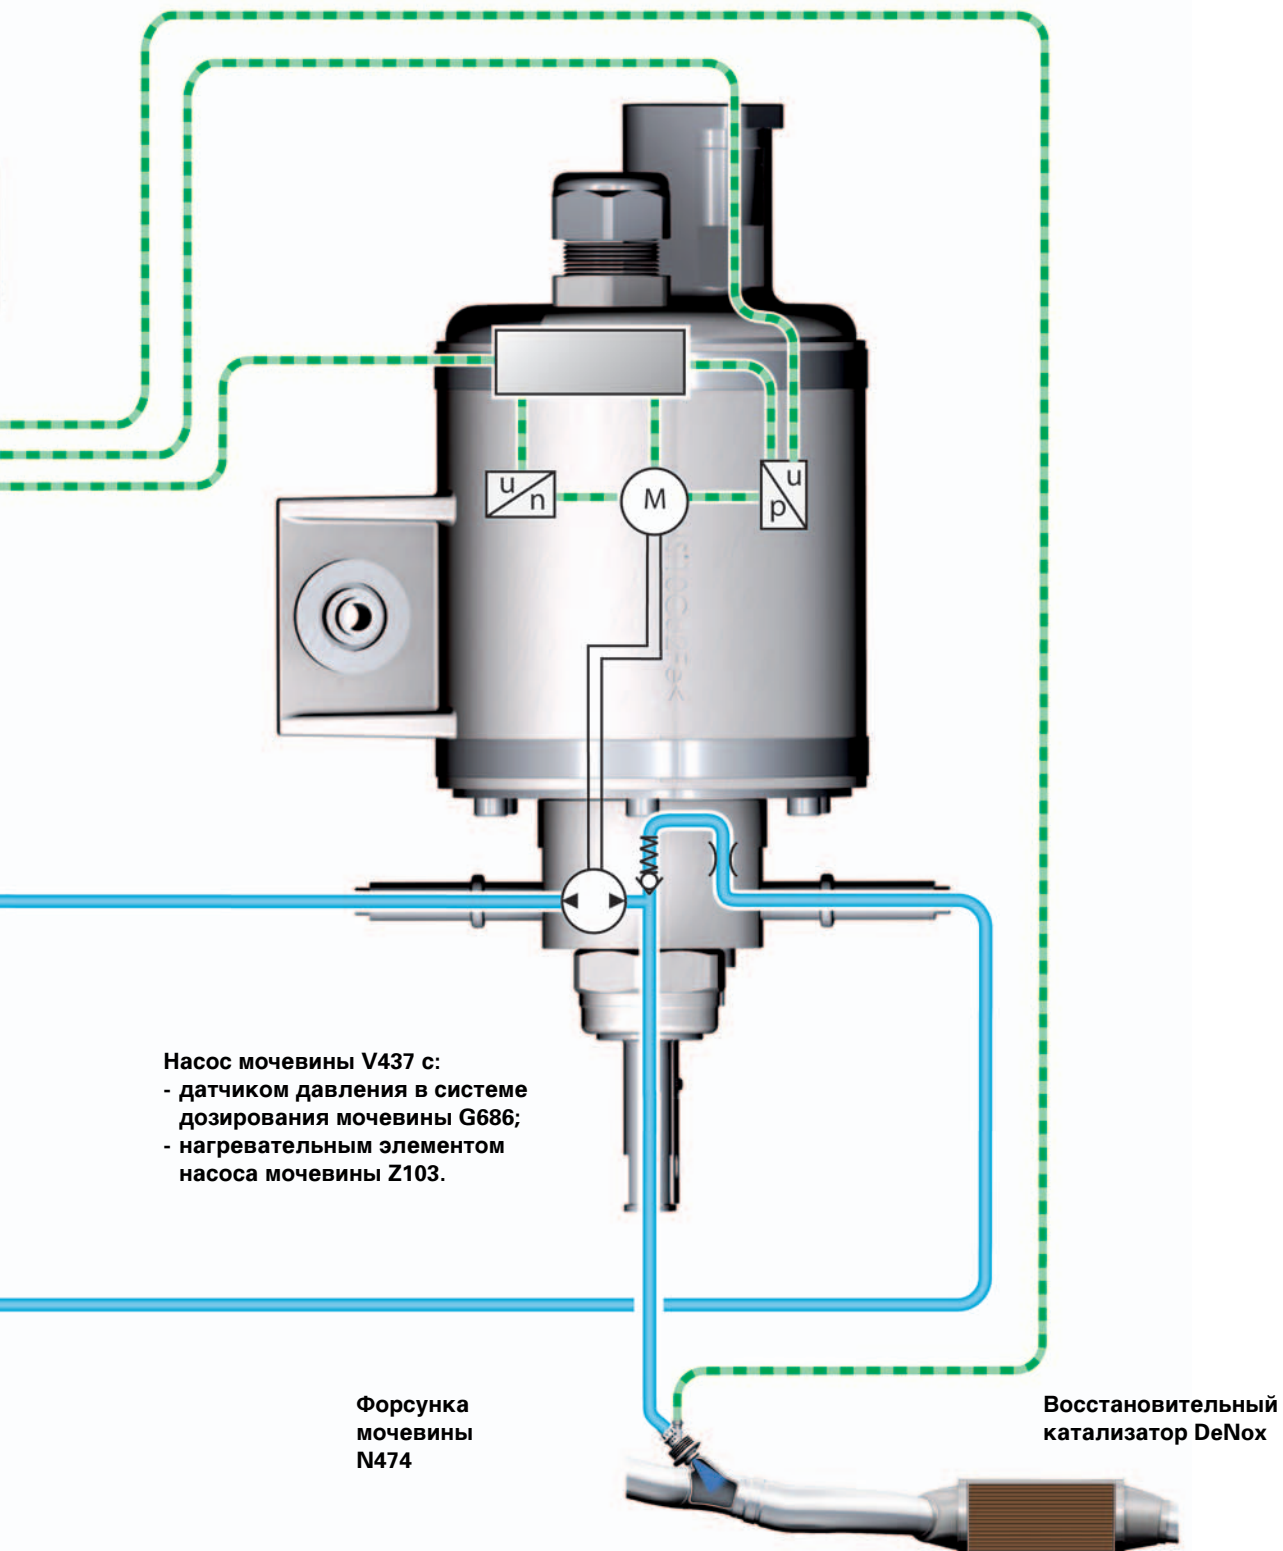 u
n
M
u
p
Насос мочевины V437 с:
- датчиком давления в системе
дозирования мочевины G686;
- нагревательным элементом
насоса мочевины Z103.
Форсунка
мочевины
N474
Восстановительный
катализатор DeNox